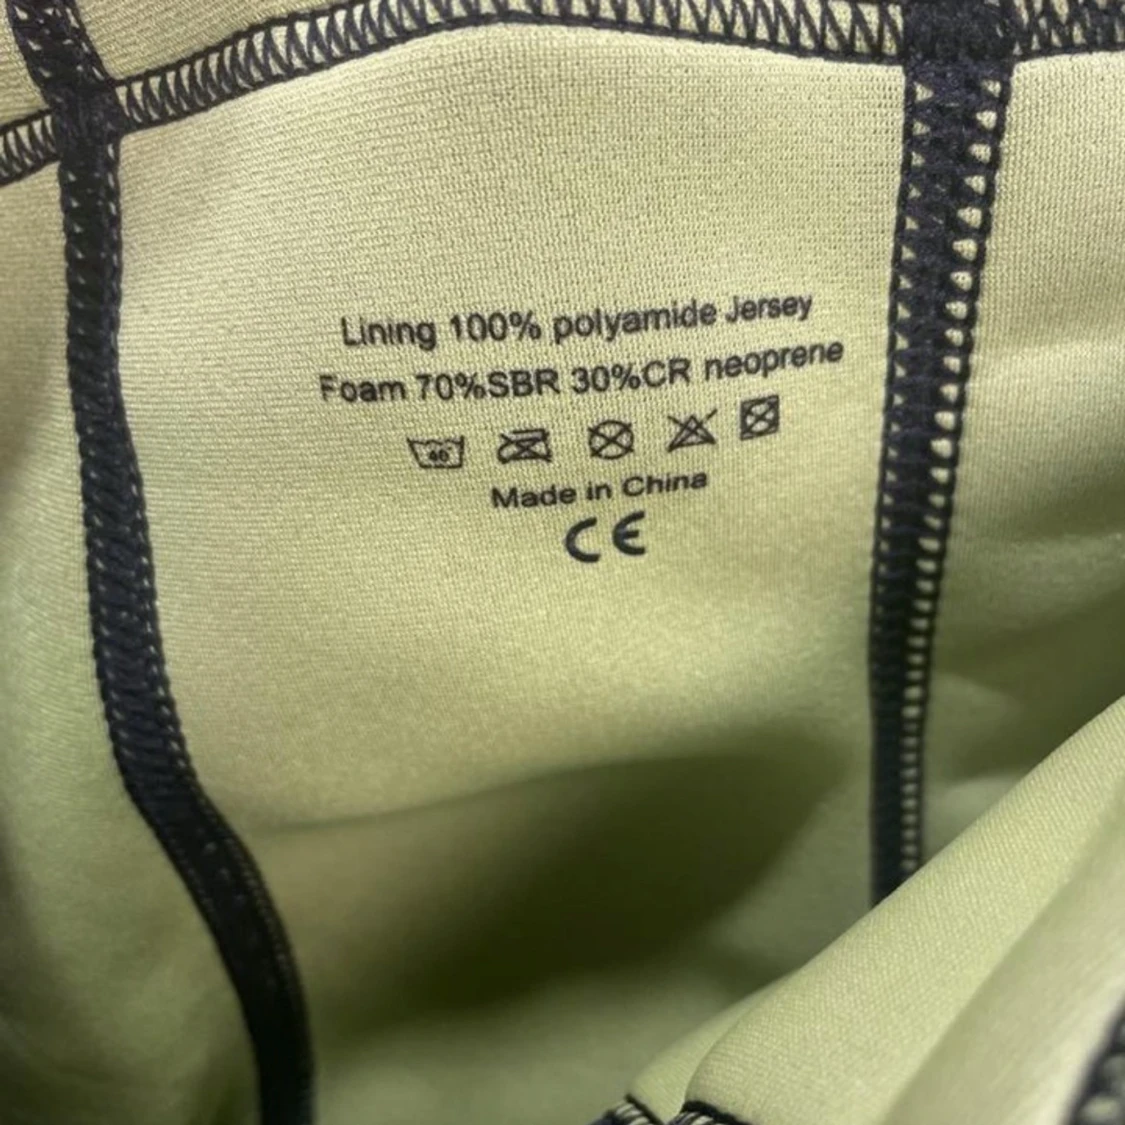 Lining 100% polyamide Jersey
Foam 70%SBR 30%CR neoprene
40
Made in China
CE